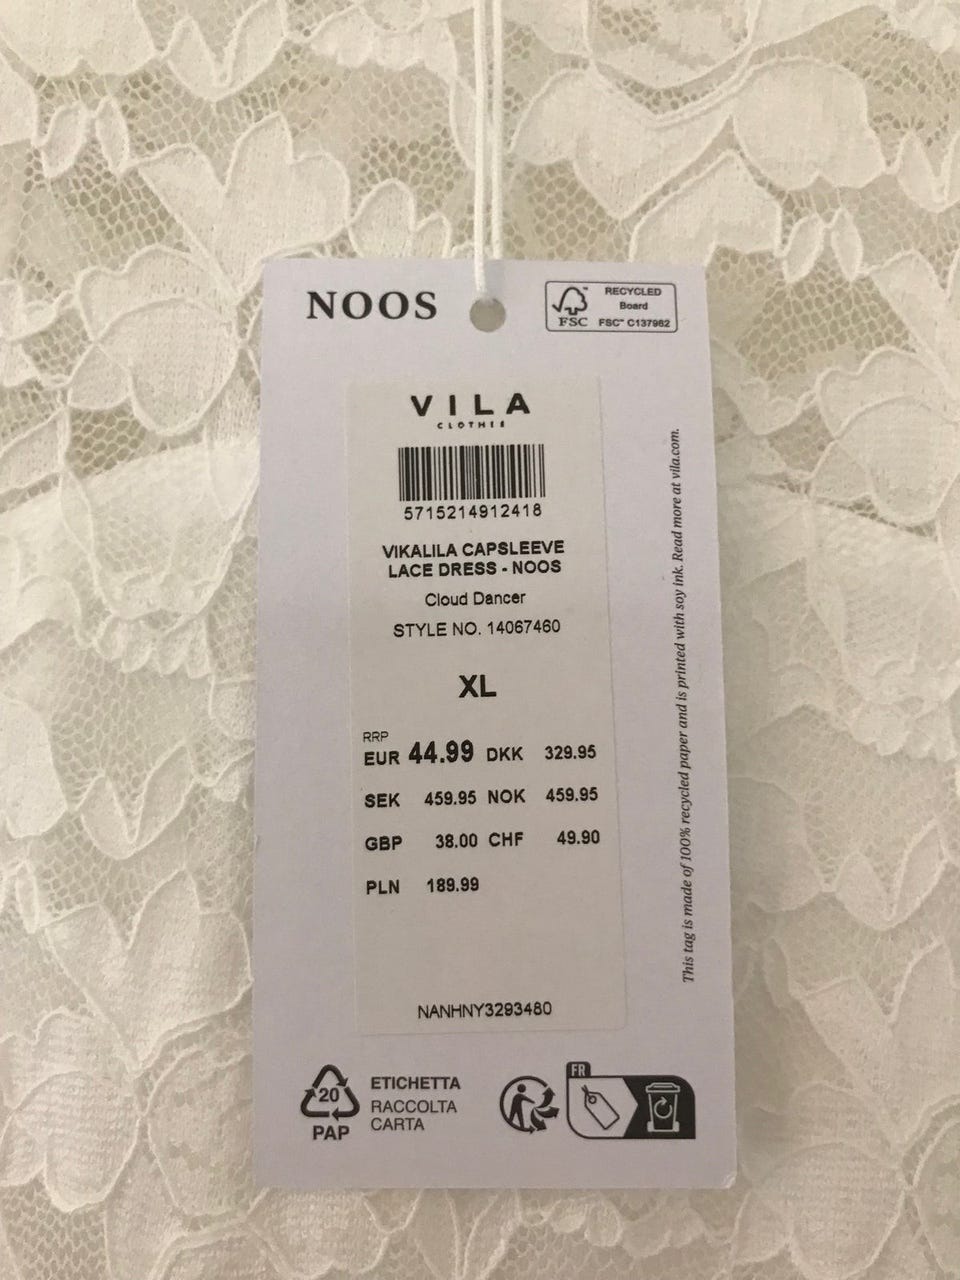 NOOS
FSC
RECYCLED
Board
FSC™ C137982
VILA
CLOTHES
5715214912418
VIKALILA CAPSLEEVE
LACE DRESS - NOOS
Cloud Dancer
STYLE NO. 14067460
XL
RRP
EUR 44.99 DKK 329.95
SEK 459.95 NOK 459.95
GBP 38.00 CHF 49.90
PLN 189.99
NANHNY3293480
This tag is made of 100% recycled paper and is printed with soy ink. Read more at vila.com.
20
PAP
ETICHETTA
RACCOLTA
CARTA
FR